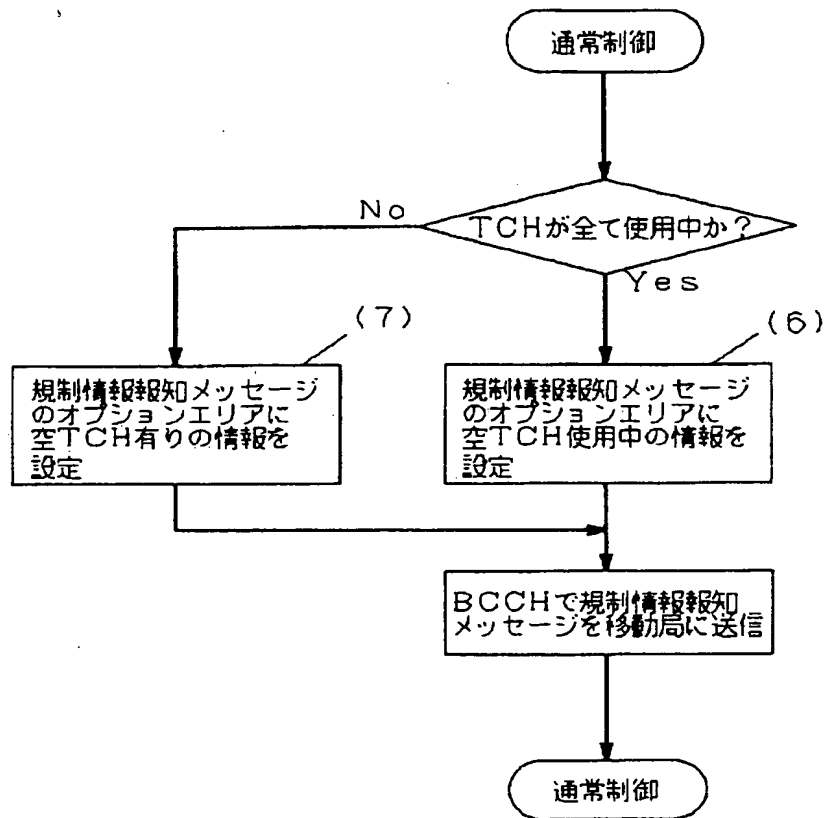 通常制御
TCHが全て使用中か?
No
Yes
(7)
(6)
規制情報報知メッセージ
のオプションエリアに
空TCH有りの情報を
設定
規制情報報知メッセージ
のオプションエリアに
空TCH使用中の情報を
設定
BCCHで規制情報報知
メッセージを移動局に送信
通常制御